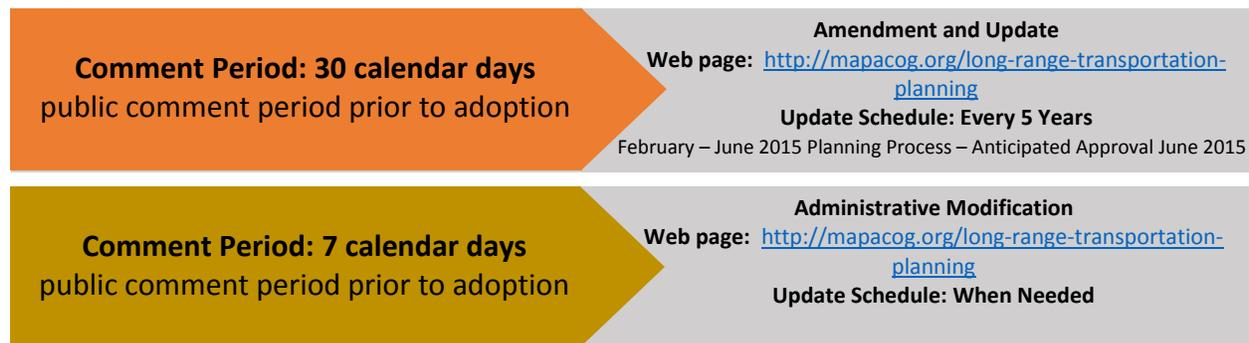 Comment Period: 30 calendar days
public comment period prior to adoption
Amendment and Update
Web page: http://mapacog.org/long-range-transportation-
planning
Update Schedule: Every 5 Years
February – June 2015 Planning Process – Anticipated Approval June 2015
Comment Period: 7 calendar days
public comment period prior to adoption
Administrative Modification
Web page: http://mapacog.org/long-range-transportation-
planning
Update Schedule: When Needed